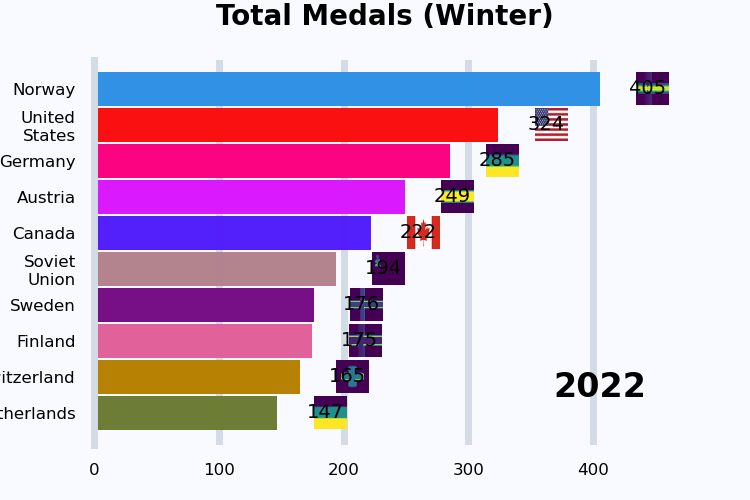 Total Medals (Winter)
Norway 405
United
States 324
Germany 285
Austria 249
Canada 222
Soviet
Union 194
Sweden 176
Finland 175
itzerland 165
therlands 147
2022
0 100 200 300 400